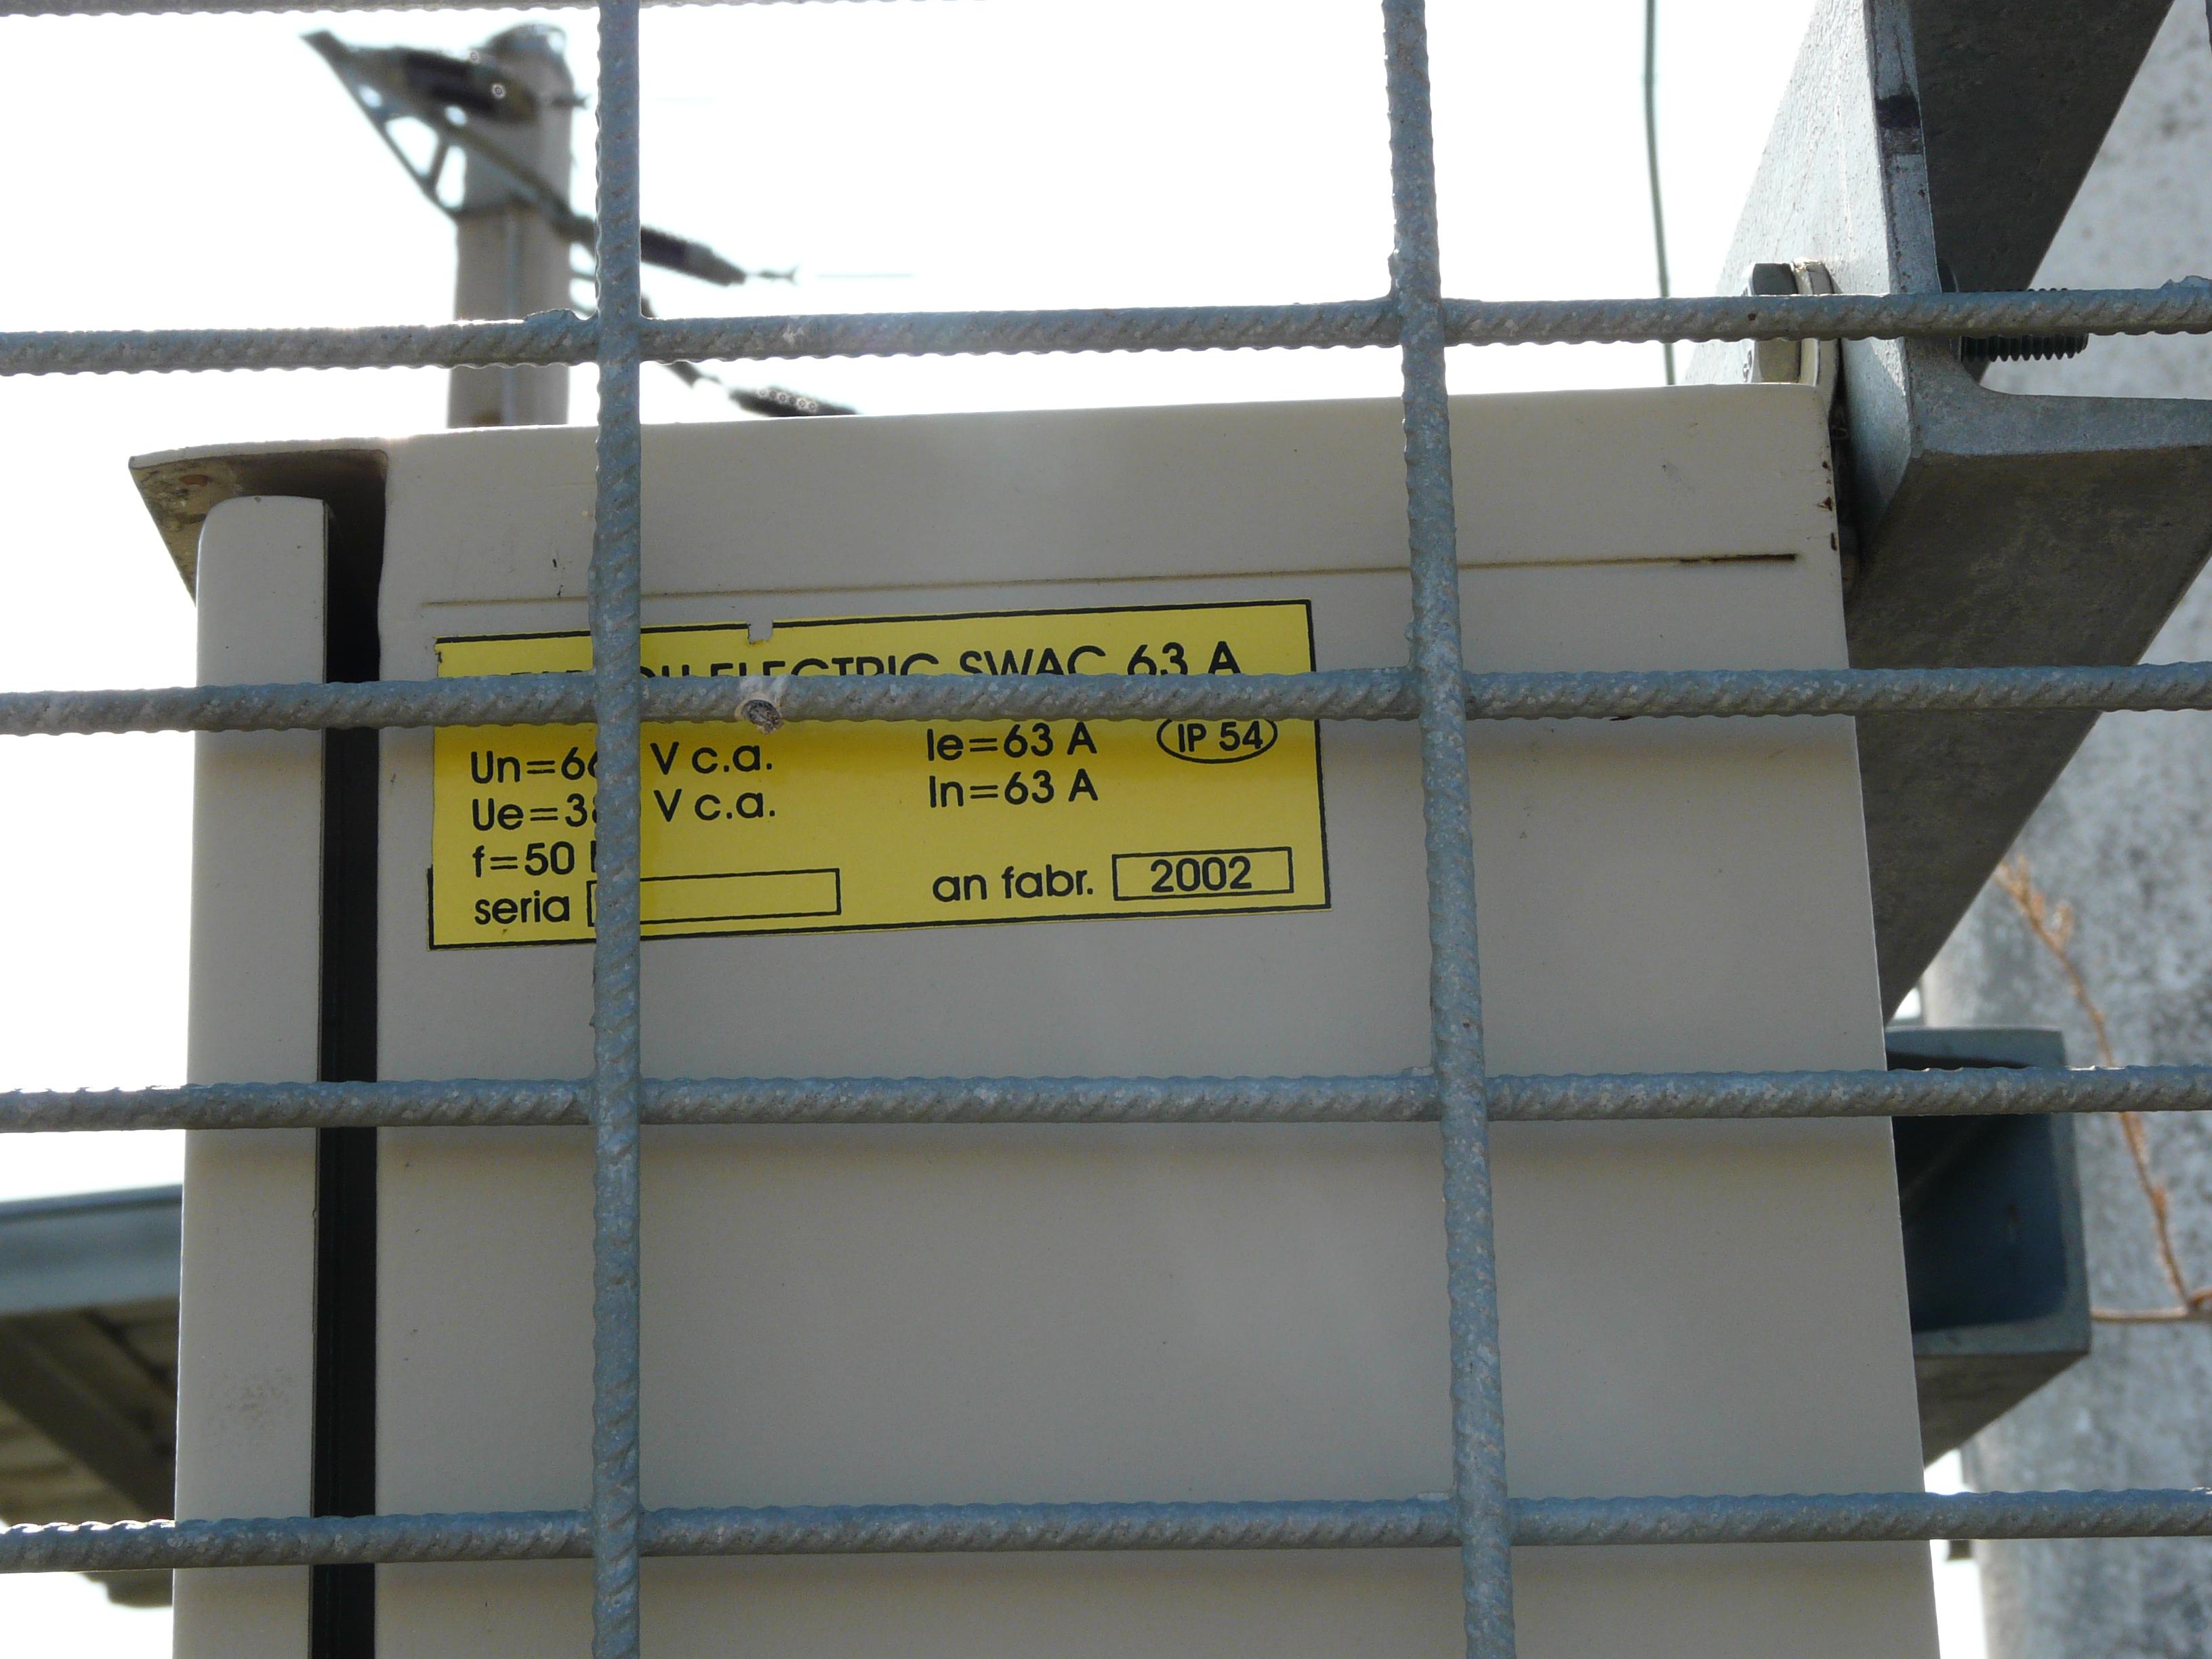 ELECTRIC SWAC 63 A
Un=66 V c.a.
Ie=63 A
IP 54
Ue=38 V c.a.
In=63 A
f=50
seria
an fabr. 2002